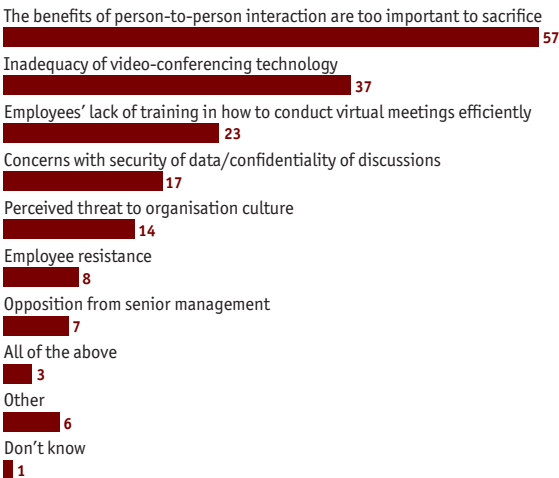 The benefits of person-to-person interaction are too important to sacrifice
57
Inadequacy of video-conferencing technology
37
Employees’ lack of training in how to conduct virtual meetings efficiently
23
Concerns with security of data/confidentiality of discussions
17
Perceived threat to organisation culture
14
Employee resistance
8
Opposition from senior management
7
All of the above
3
Other
6
Don’t know
1